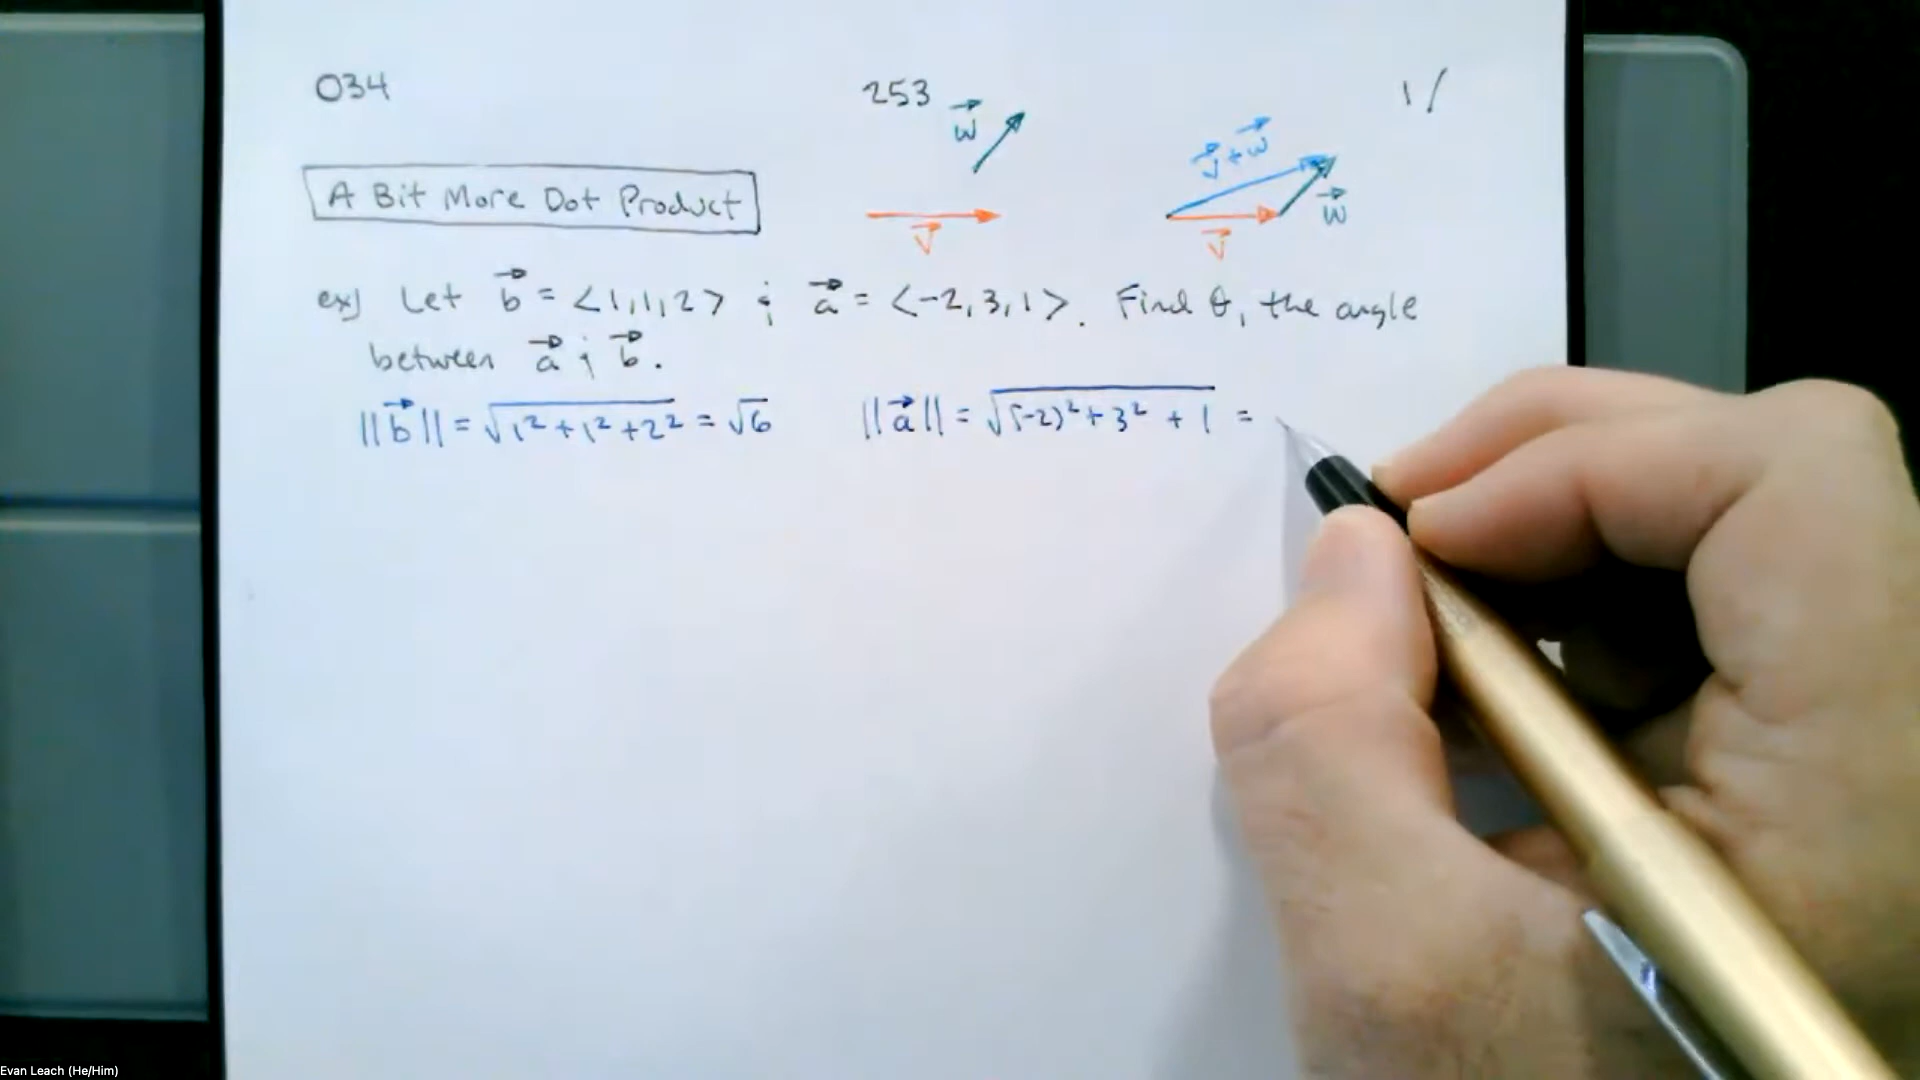 034 253 1/
w⃗
v⃗
v⃗+w⃗
w⃗
v⃗
A Bit More Dot Product
ex) Let b⃗ = <1,1,2> & a⃗ = <-2,3,1>. Find θ, the angle
between a⃗ & b⃗.
||b⃗|| = √(1²+1²+2²) = √6 ||a⃗|| = √((-2)²+3²+1) =
Evan Leach (He/Him)